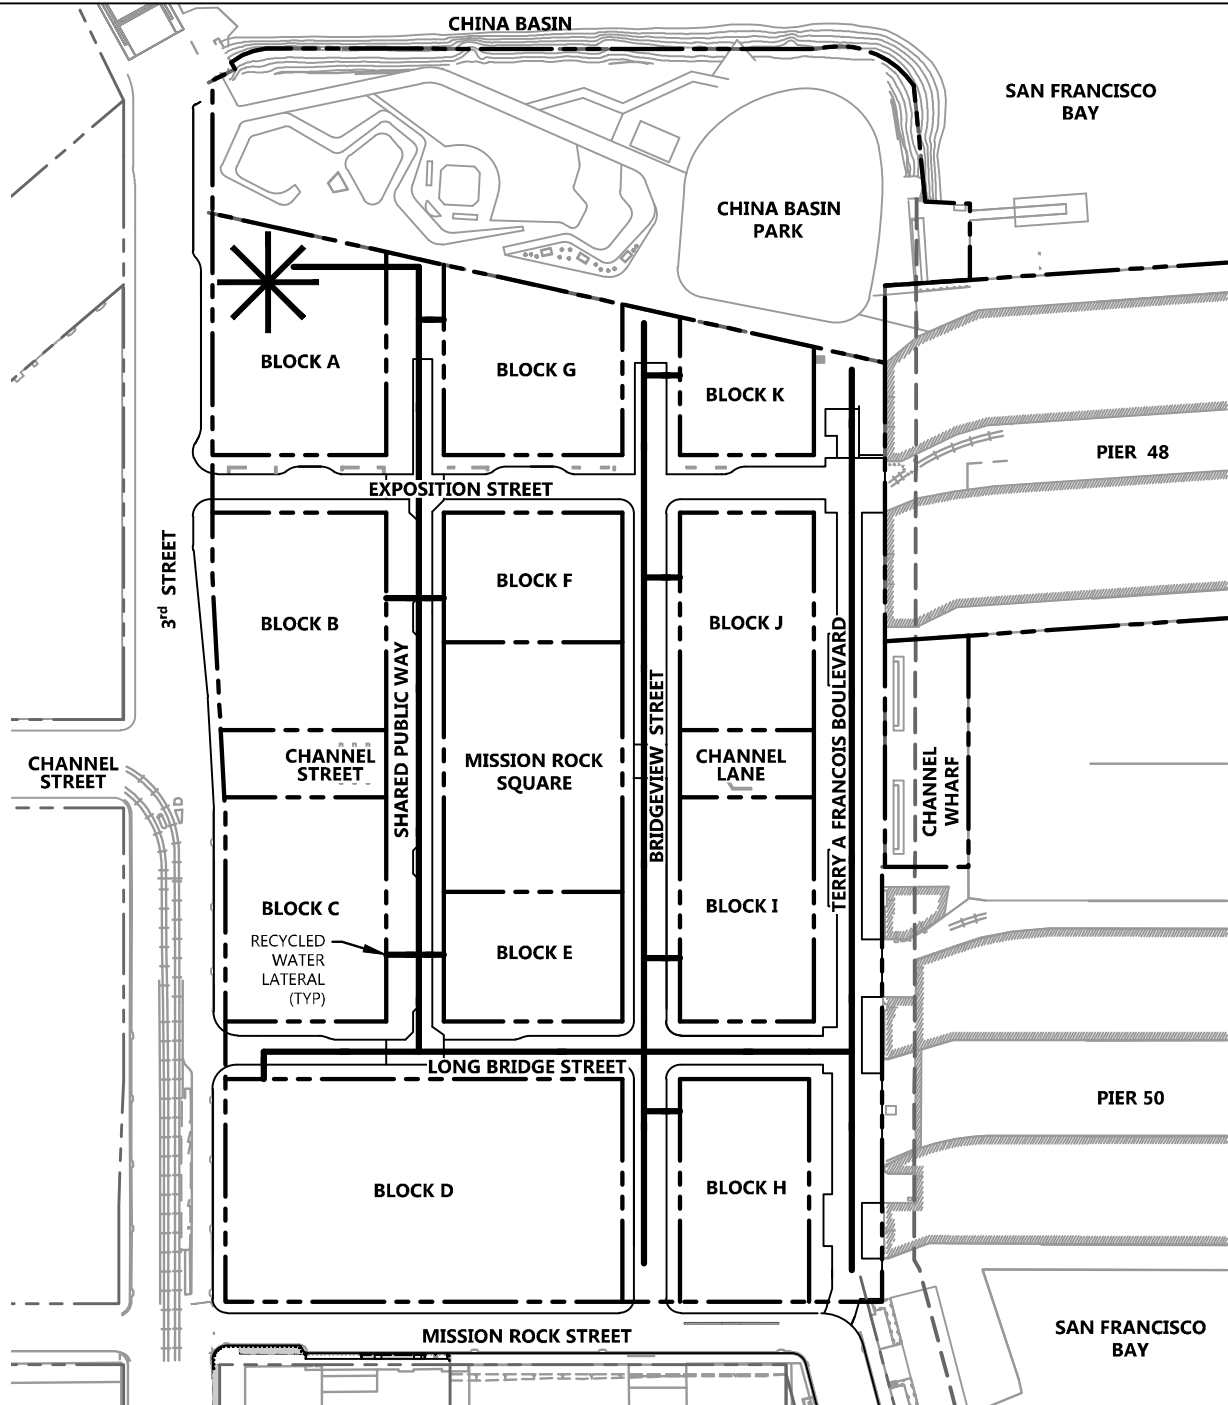 CHINA BASIN
SAN FRANCISCO
BAY
CHINA BASIN
PARK
BLOCK A
BLOCK G
BLOCK K
PIER 48
EXPOSITION STREET
3rd STREET
BLOCK F
BLOCK B
BLOCK J
SHARED PUBLIC WAY
BRIDGEVIEW STREET
TERRY A FRANCOIS BOULEVARD
CHANNEL
STREET
CHANNEL
STREET
MISSION ROCK
SQUARE
CHANNEL
LANE
CHANNEL
WHARF
BLOCK C
BLOCK I
RECYCLED
WATER
LATERAL
(TYP)
BLOCK E
LONG BRIDGE STREET
PIER 50
BLOCK D
BLOCK H
MISSION ROCK STREET
SAN FRANCISCO
BAY